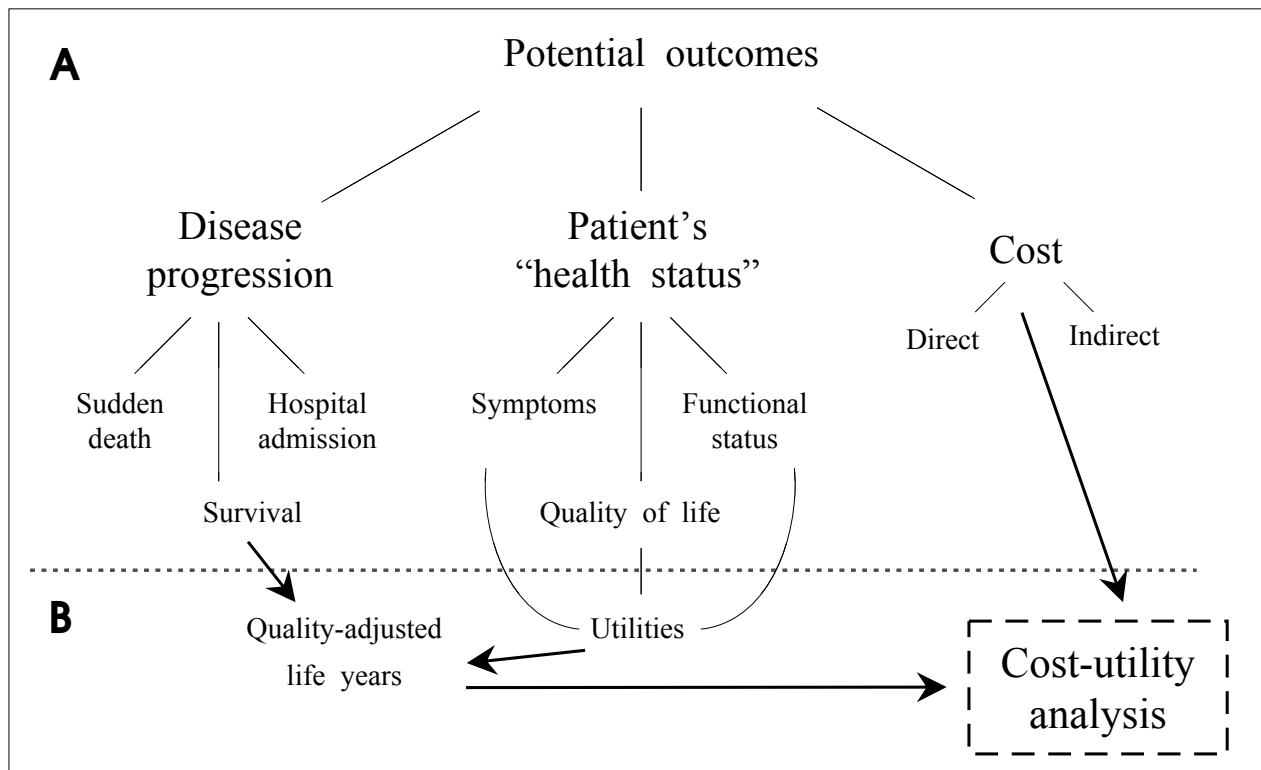 A
Potential outcomes
Disease
progression
Patient’s
“health status”
Cost
Direct
Indirect
Sudden
death
Hospital
admission
Symptoms
Functional
status
Survival
Quality of life
B
Quality-adjusted
life years
Utilities
Cost-utility
analysis